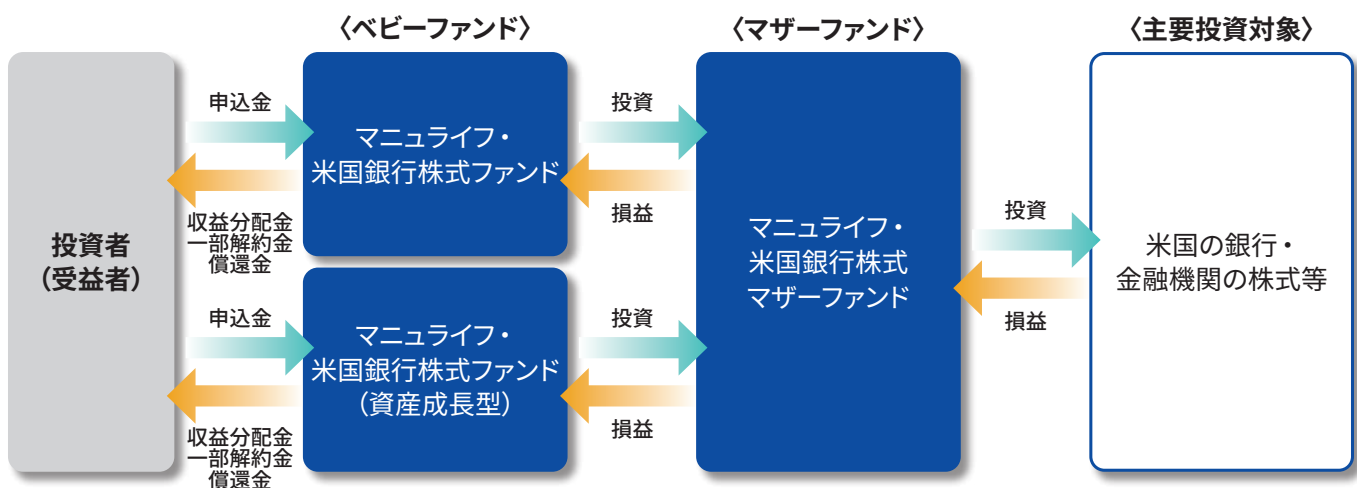 〈ベビーファンド〉
〈マザーファンド〉
〈主要投資対象〉
投資者
（受益者）
申込金
収益分配金
一部解約金
償還金
マニュライフ・
米国銀行株式ファンド
投資
損益
申込金
収益分配金
一部解約金
償還金
マニュライフ・
米国銀行株式ファンド
（資産成長型）
投資
損益
マニュライフ・
米国銀行株式
マザーファンド
投資
損益
米国の銀行・
金融機関の株式等